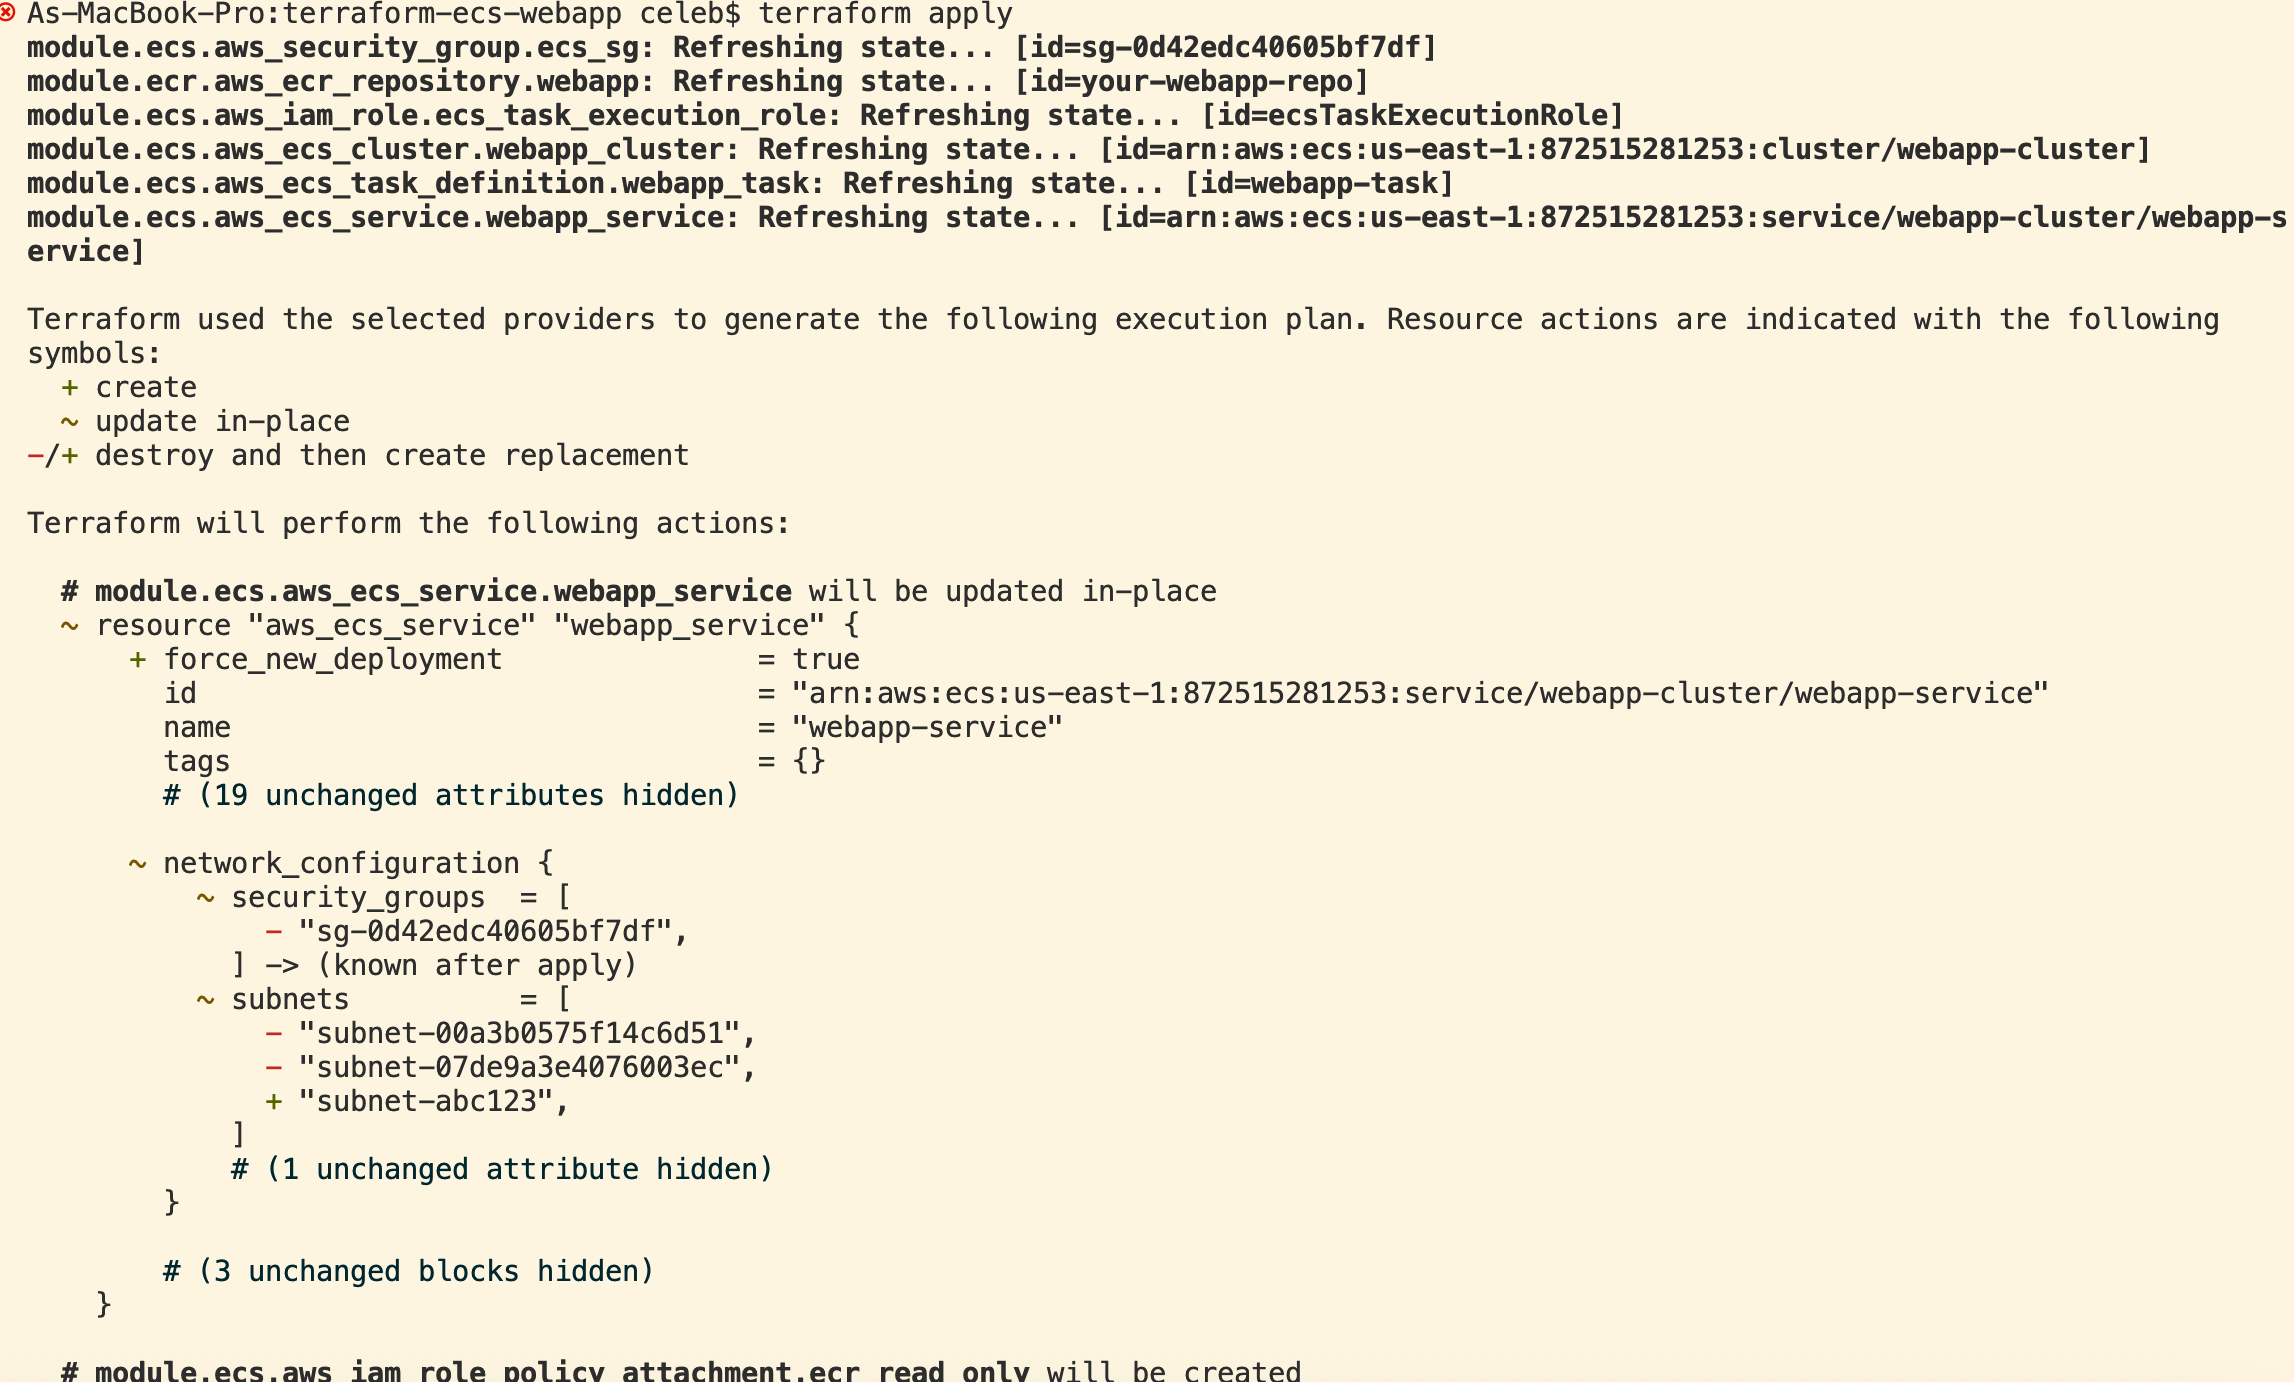 As-MacBook-Pro:terraform-ecs-webapp celeb$ terraform apply
module.ecs.aws_security_group.ecs_sg: Refreshing state... [id=sg-0d42edc40605bf7df]
module.ecr.aws_ecr_repository.webapp: Refreshing state... [id=your-webapp-repo]
module.ecs.aws_iam_role.ecs_task_execution_role: Refreshing state... [id=ecsTaskExecutionRole]
module.ecs.aws_ecs_cluster.webapp_cluster: Refreshing state... [id=arn:aws:ecs:us-east-1:872515281253:cluster/webapp-cluster]
module.ecs.aws_ecs_task_definition.webapp_task: Refreshing state... [id=webapp-task]
module.ecs.aws_ecs_service.webapp_service: Refreshing state... [id=arn:aws:ecs:us-east-1:872515281253:service/webapp-cluster/webapp-s
ervice]
Terraform used the selected providers to generate the following execution plan. Resource actions are indicated with the following
symbols:
  + create
  ~ update in-place
-/+ destroy and then create replacement
Terraform will perform the following actions:
  # module.ecs.aws_ecs_service.webapp_service will be updated in-place
  ~ resource "aws_ecs_service" "webapp_service" {
      + force_new_deployment               = true
        id                                 = "arn:aws:ecs:us-east-1:872515281253:service/webapp-cluster/webapp-service"
        name                               = "webapp-service"
        tags                               = {}
        # (19 unchanged attributes hidden)
      ~ network_configuration {
          ~ security_groups  = [
              - "sg-0d42edc40605bf7df",
            ] -> (known after apply)
          ~ subnets          = [
              - "subnet-00a3b0575f14c6d51",
              - "subnet-07de9a3e4076003ec",
              + "subnet-abc123",
            ]
            # (1 unchanged attribute hidden)
        }
        # (3 unchanged blocks hidden)
    }
  # module.ecs.aws_iam_role_policy_attachment.ecr_read_only will be created